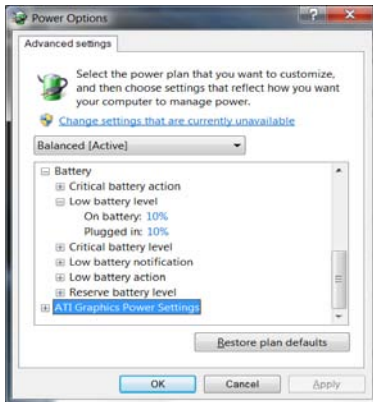 Power Options
Advanced settings
Select the power plan that you want to customize,
and then choose settings that reflect how you want
your computer to manage power.
Change settings that are currently unavailable
Balanced [Active]
Battery
Critical battery action
Low battery level
On battery: 10%
Plugged in: 10%
Critical battery level
Low battery notification
Low battery action
Reserve battery level
ATI Graphics Power Settings
Restore plan defaults
OK Cancel Apply